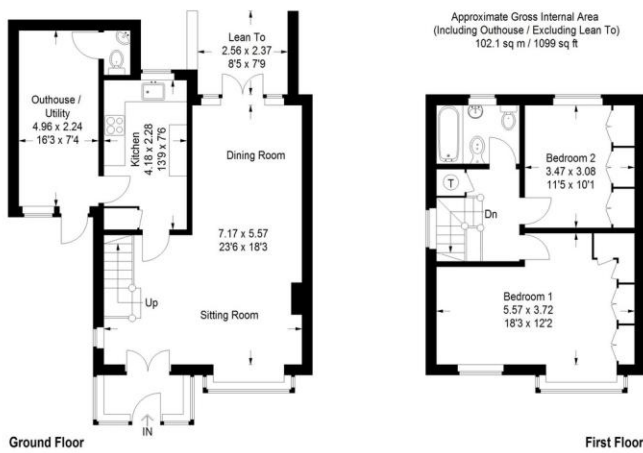 Approximate Gross Internal Area
(Including Outhouse / Excluding Lean To)
102.1 sq m / 1099 sq ft
Lean To
2.56 x 2.37
8'5 x 7'9
Outhouse /
Utility
4.96 x 2.24
16'3 x 7'4
Kitchen
4.18 x 2.28
13'9 x 7'6
Dining Room
7.17 x 5.57
23'6 x 18'3
Up
Sitting Room
IN
Ground Floor
Bedroom 2
3.47 x 3.08
11'5 x 10'1
T
Dn
Bedroom 1
5.57 x 3.72
18'3 x 12'2
First Floor